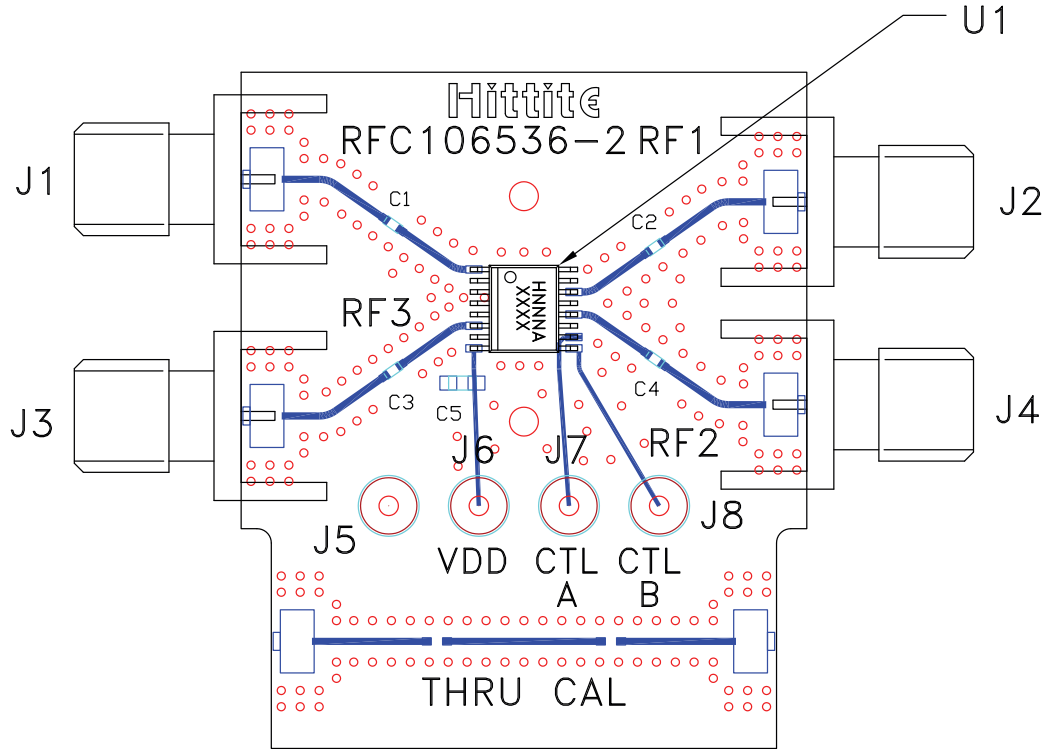 U1
Hittite
RFC106536-2 RF1
J1
C1
C2
J2
HNNNA
XXXX
RF3
C3
C4
J3
C5
J4
J6
J7
RF2
J5
J8
VDD
CTL A
CTL B
THRU CAL